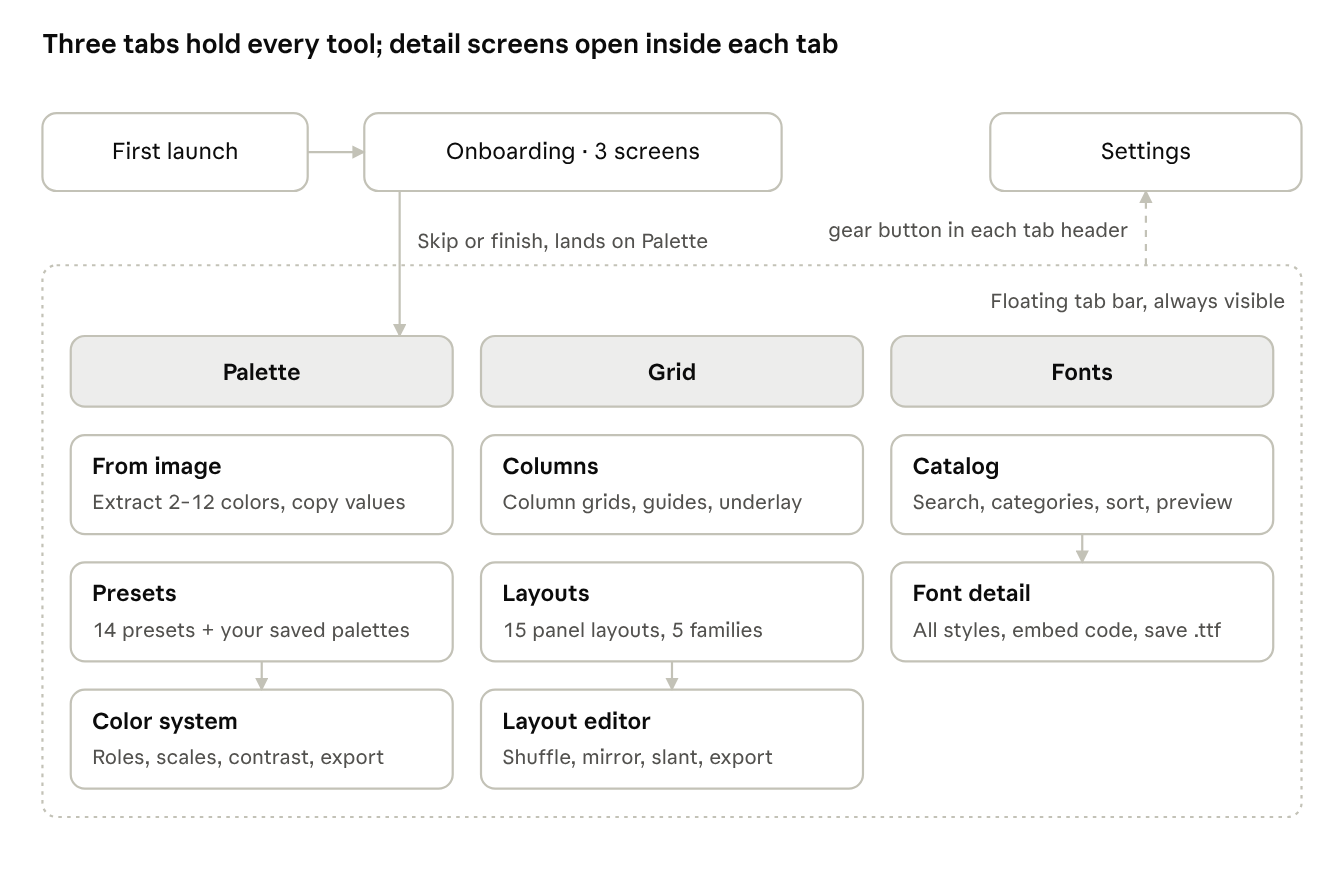 Three tabs hold every tool; detail screens open inside each tab
First launch
Onboarding · 3 screens
Settings
Skip or finish, lands on Palette
gear button in each tab header
Floating tab bar, always visible
Palette
Grid
Fonts
From image
Extract 2–12 colors, copy values
Columns
Column grids, guides, underlay
Catalog
Search, categories, sort, preview
Presets
14 presets + your saved palettes
Layouts
15 panel layouts, 5 families
Font detail
All styles, embed code, save .ttf
Color system
Roles, scales, contrast, export
Layout editor
Shuffle, mirror, slant, export